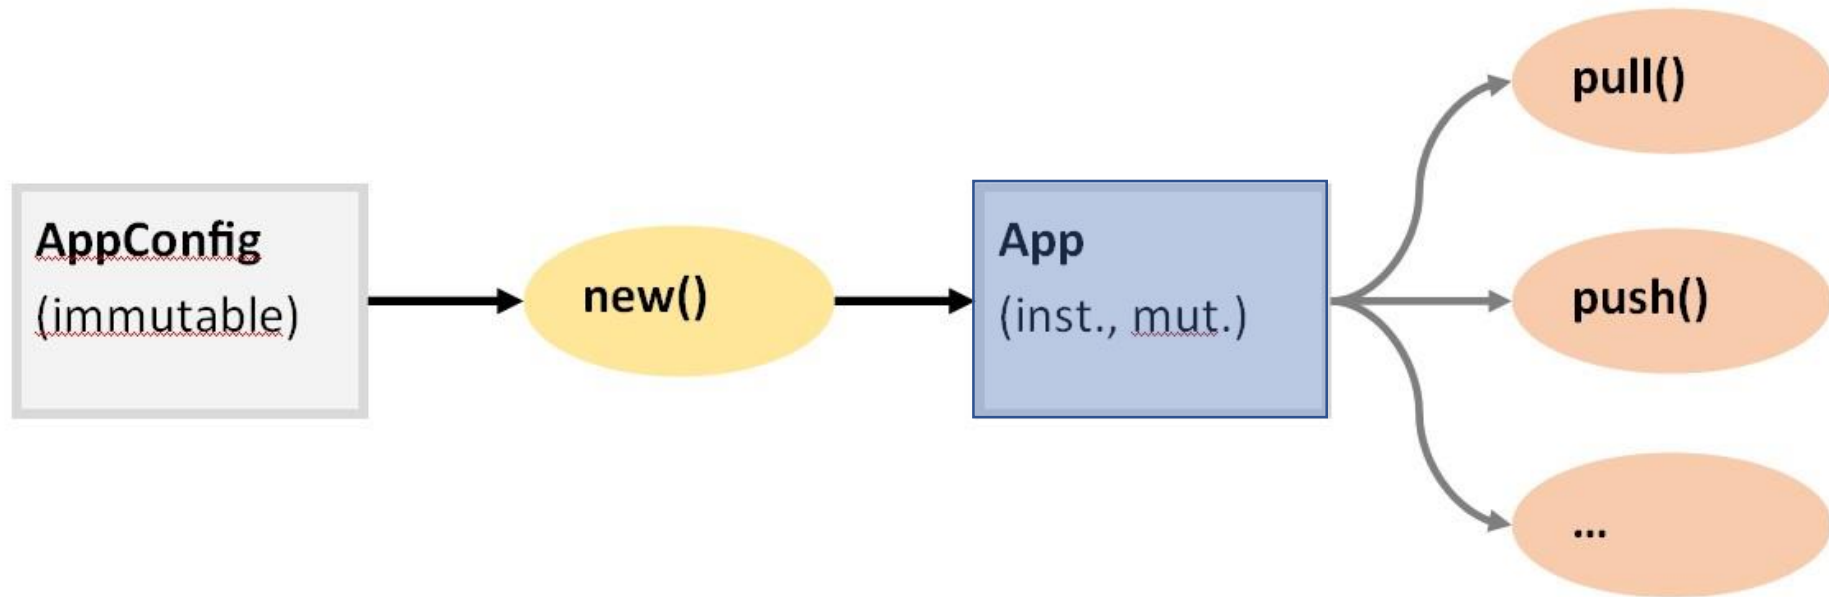 AppConfig
(immutable)
new()
App
(inst., mut.)
pull()
push()
...